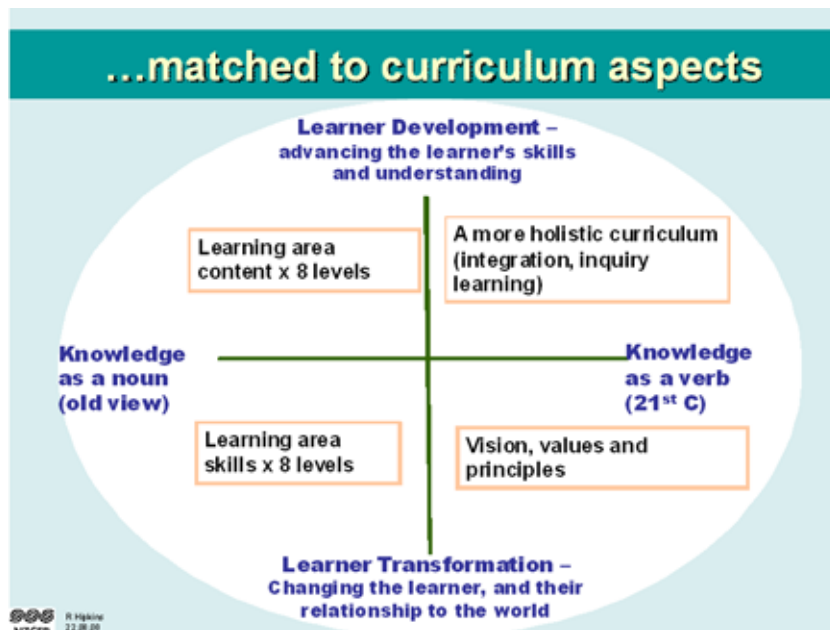 ...matched to curriculum aspects
Learner Development –
advancing the learner's skills
and understanding
Learning area
content x 8 levels
A more holistic curriculum
(integration, inquiry
learning)
Knowledge
as a noun
(old view)
Knowledge
as a verb
(21st C)
Learning area
skills x 8 levels
Vision, values and
principles
Learner Transformation –
Changing the learner, and their
relationship to the world
R Hipkins